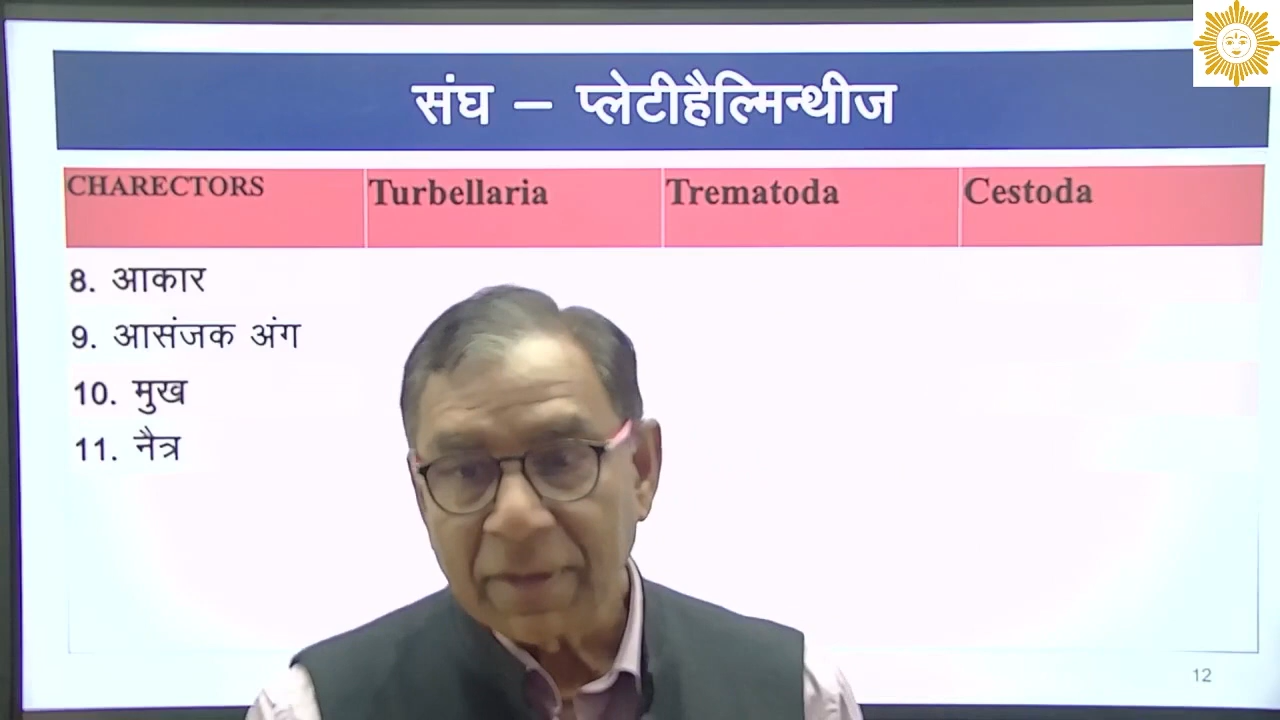 संघ – प्लेटीहैल्मिन्थीज
CHARECTORS Turbellaria Trematoda Cestoda
8. आकार
9. आसंजक अंग
10. मुख
11. नैत्र
12